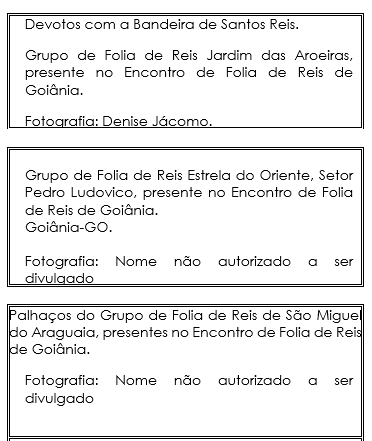 Devotos com a Bandeira de Santos Reis.
Grupo de Folia de Reis Jardim das Aroeiras,
presente no Encontro de Folia de Reis de
Goiânia.
Fotografia: Denise Jácomo.
Grupo de Folia de Reis Estrela do Oriente, Setor
Pedro Ludovico, presente no Encontro de Folia
de Reis de Goiânia.
Goiânia-GO.
Fotografia: Nome não autorizado a ser
divulgado
Palhaços do Grupo de Folia de Reis de São Miguel
do Araguaia, presentes no Encontro de Folia de Reis
de Goiânia.
Fotografia: Nome não autorizado a ser
divulgado